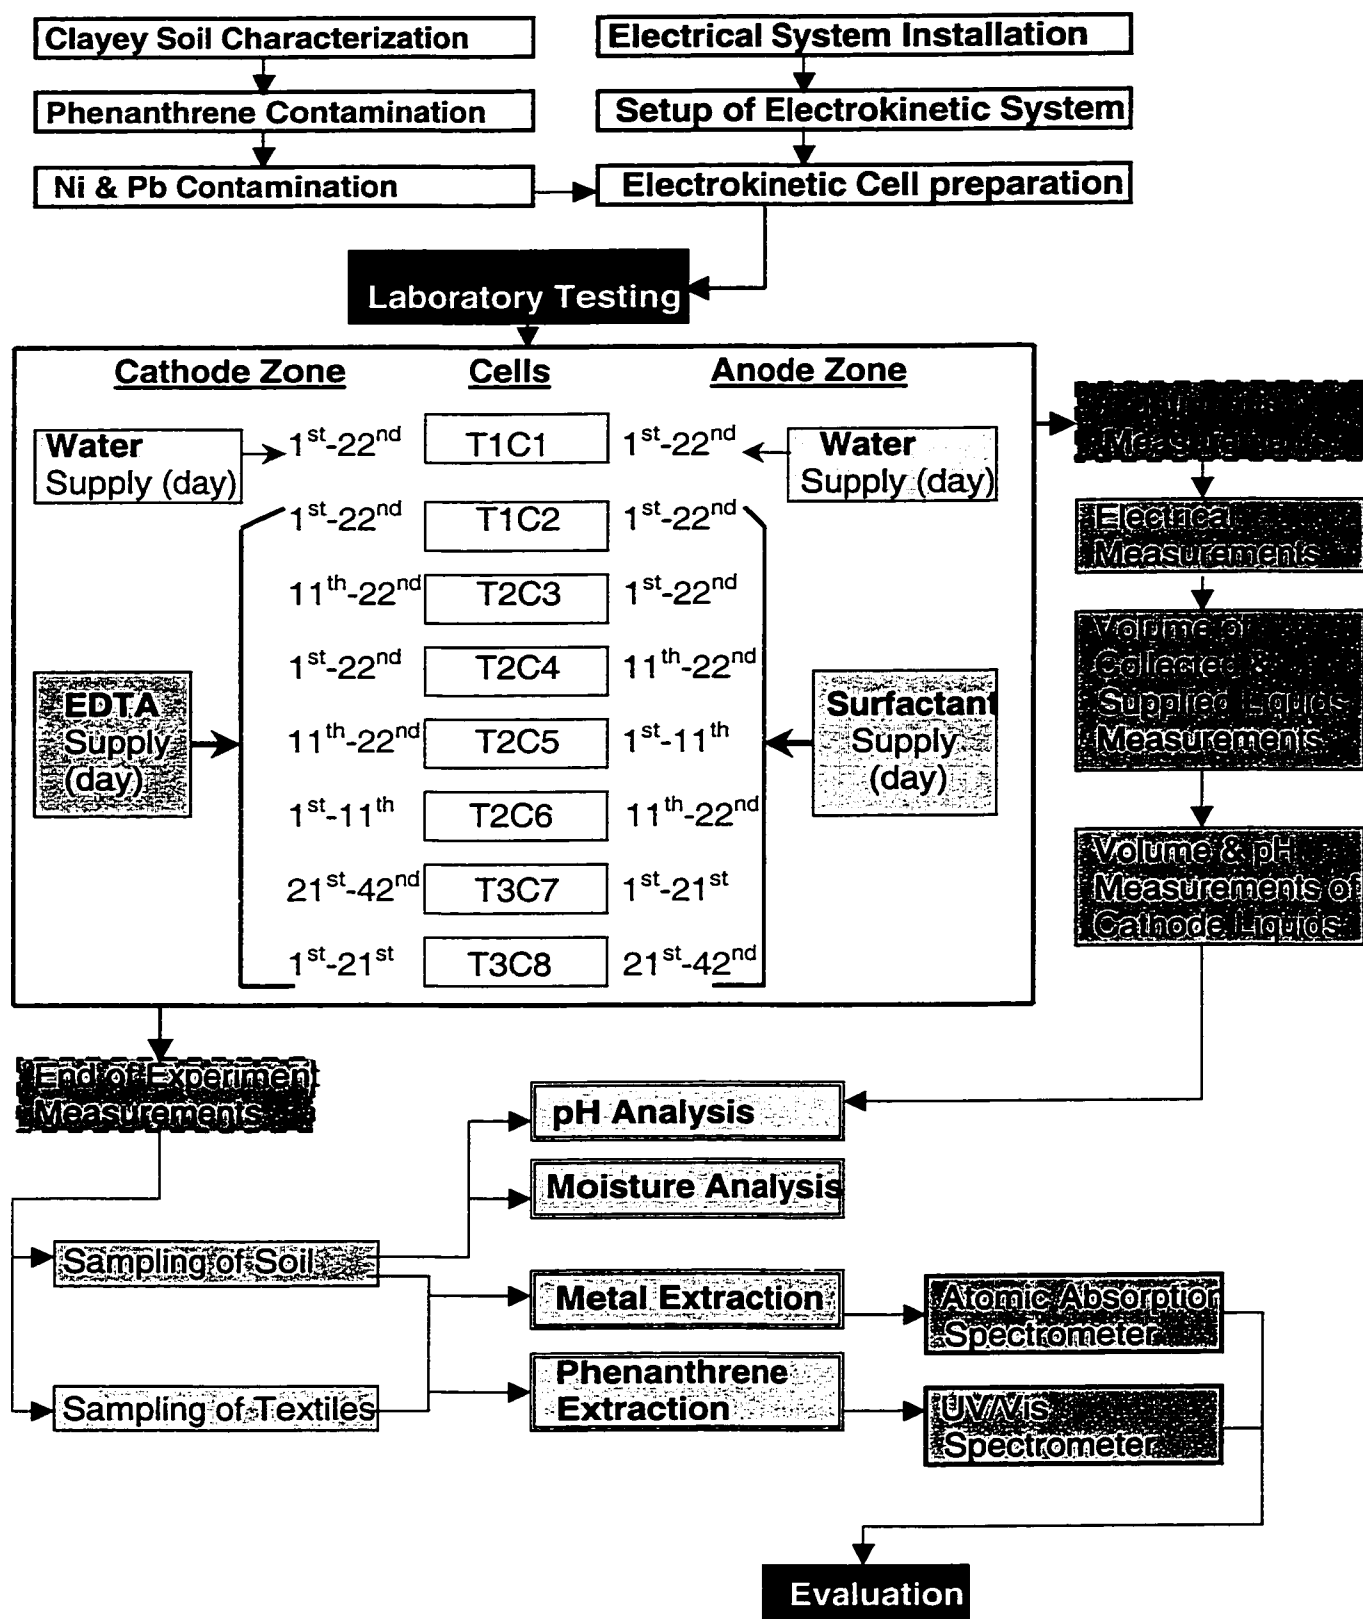 Clayey Soil Characterization
Electrical System Installation
Phenanthrene Contamination
Setup of Electrokinetic System
Ni & Pb Contamination
Electrokinetic Cell preparation
Laboratory Testing
Cathode Zone
Cells
Anode Zone
Water
Supply (day)
1st-22nd
T1C1
1st-22nd
Water
Supply (day)
1st-22nd
T1C2
1st-22nd
11th-22nd
T2C3
1st-22nd
1st-22nd
T2C4
11th-22nd
EDTA
Supply
(day)
11th-22nd
T2C5
1st-11th
Surfactant
Supply
(day)
1st-11th
T2C6
11th-22nd
21st-42nd
T3C7
1st-21st
1st-21st
T3C8
21st-42nd
Measurements
Electrical
Measurements
Volume of
Collected &
Supplied Liquids
Measurements
Volume & pH
Measurements of
Cathode Liquids
End of Experiment
Measurements
pH Analysis
Moisture Analysis
Sampling of Soil
Metal Extraction
Atomic Absorption
Spectrometer
Sampling of Textiles
Phenanthrene
Extraction
UV/Vis
Spectrometer
Evaluation